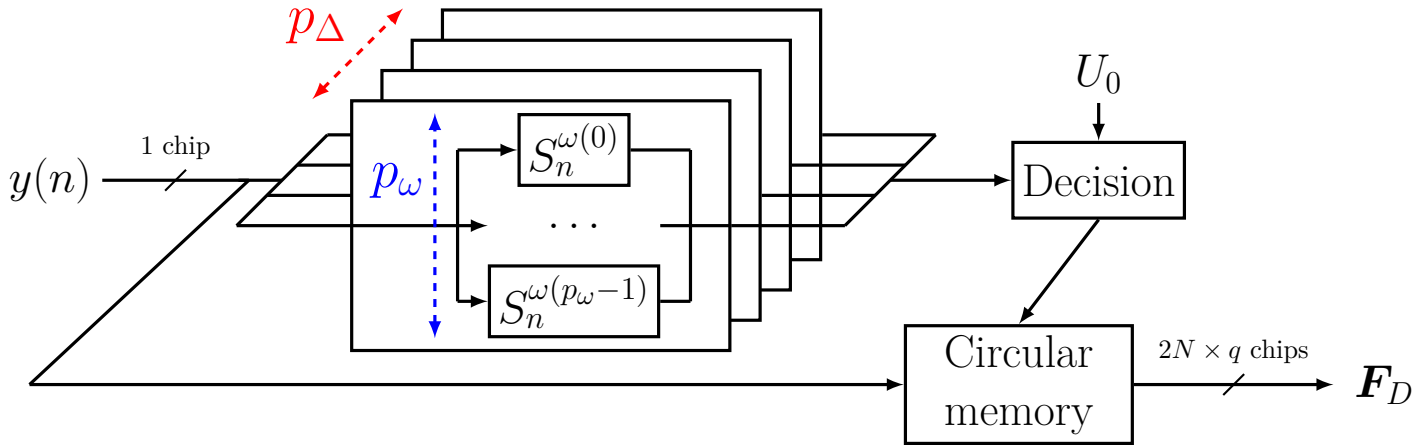 p_Δ
U_0
1 chip
y(n)
p_ω
S_n^{ω(0)}
Decision
. . .
S_n^{ω(p_ω−1)}
Circular
memory
2N × q chips
F_D